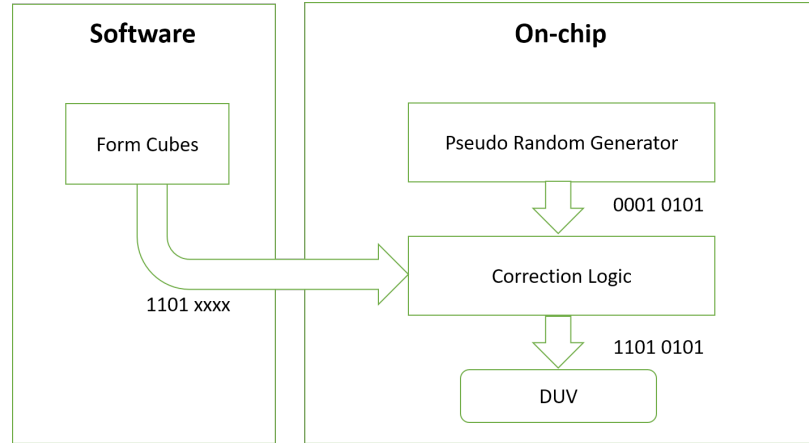 Software
Form Cubes
1101 xxxx
On-chip
Pseudo Random Generator
0001 0101
Correction Logic
1101 0101
DUV